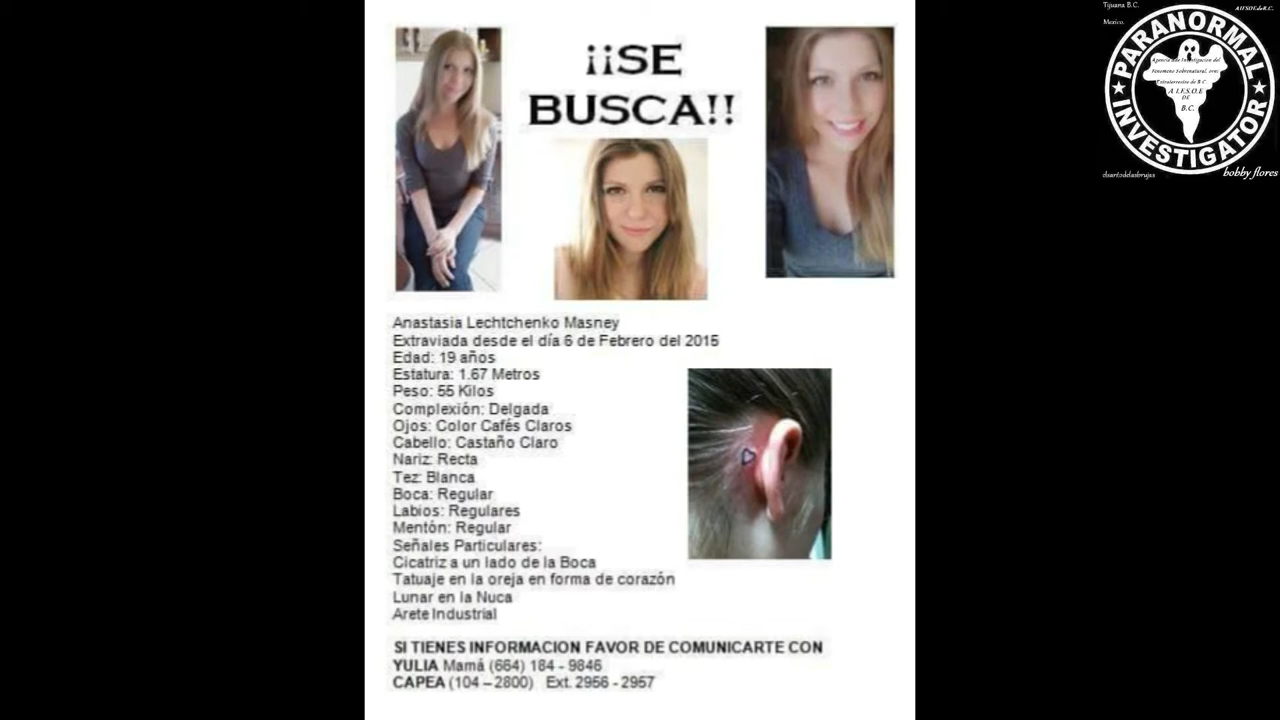 ¡¡SE
BUSCA!!
Anastasia Lechtchenko Masney
Extraviada desde el día 6 de Febrero del 2015
Edad: 19 años
Estatura: 1.67 Metros
Peso: 55 Kilos
Complexión: Delgada
Ojos: Color Cafés Claros
Cabello: Castaño Claro
Nariz: Recta
Tez: Blanca
Boca: Regular
Labios: Regulares
Mentón: Regular
Señales Particulares:
Cicatriz a un lado de la Boca
Tatuaje en la oreja en forma de corazón
Lunar en la Nuca
Arete Industrial
SI TIENES INFORMACION FAVOR DE COMUNICARTE CON
YULIA Mamá (664) 184 - 9846
CAPEA (104 – 2800) Ext. 2956 - 2957
Tijuana B.C.
Mexico.
PARANORMAL
INVESTIGATOR
DE
B.C.
bobby flores